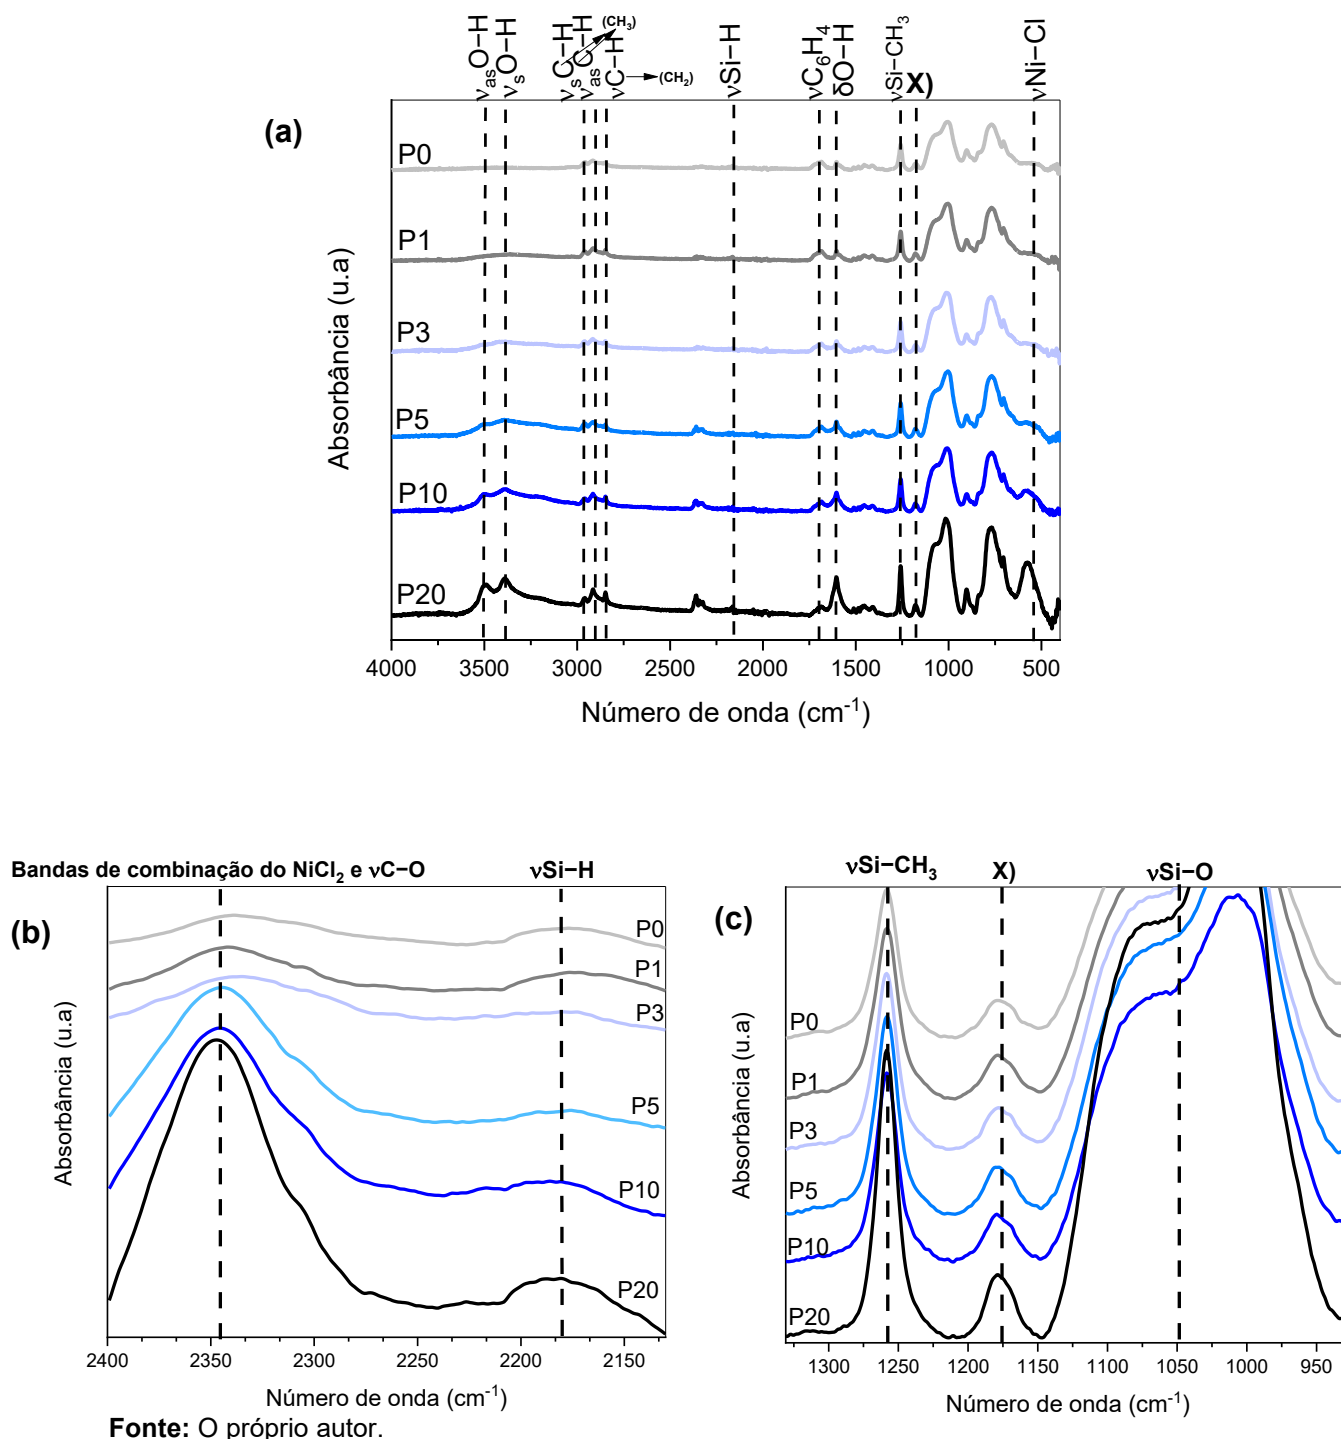 (a)
νasO−H
νsO−H
νsC−H
νasC−H
(CH3)
νC−H
(CH2)
νSi−H
νC6H4
δO−H
νSi−CH3
X)
νNi−Cl
P0
P1
P3
P5
P10
P20
Absorbância (u.a)
4000 3500 3000 2500 2000 1500 1000 500
Número de onda (cm-1)
Bandas de combinação do NiCl2 e νC−O
νSi−H
(b)
P0
P1
P3
P5
P10
P20
Absorbância (u.a)
2400 2350 2300 2250 2200 2150
Número de onda (cm-1)
νSi−CH3
X)
νSi−O
(c)
P0
P1
P3
P5
P10
P20
Absorbância (u.a)
1300 1250 1200 1150 1100 1050 1000 950
Número de onda (cm-1)
Fonte: O próprio autor.